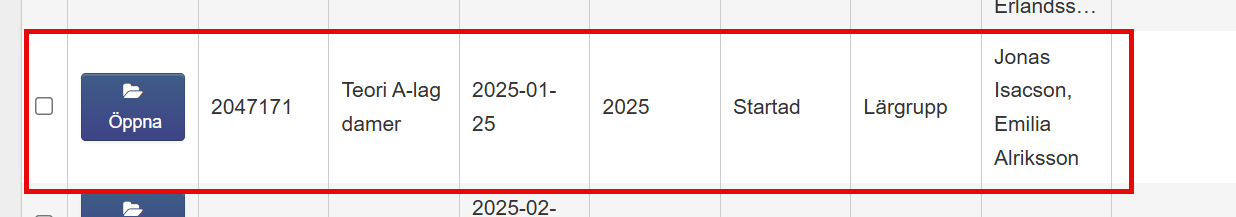 Erlandss…
Öppna
2047171
Teori A-lag
damer
2025-01-
25
2025
Startad
Lärgrupp
Jonas
Isacson,
Emilia
Alriksson
2025-02-